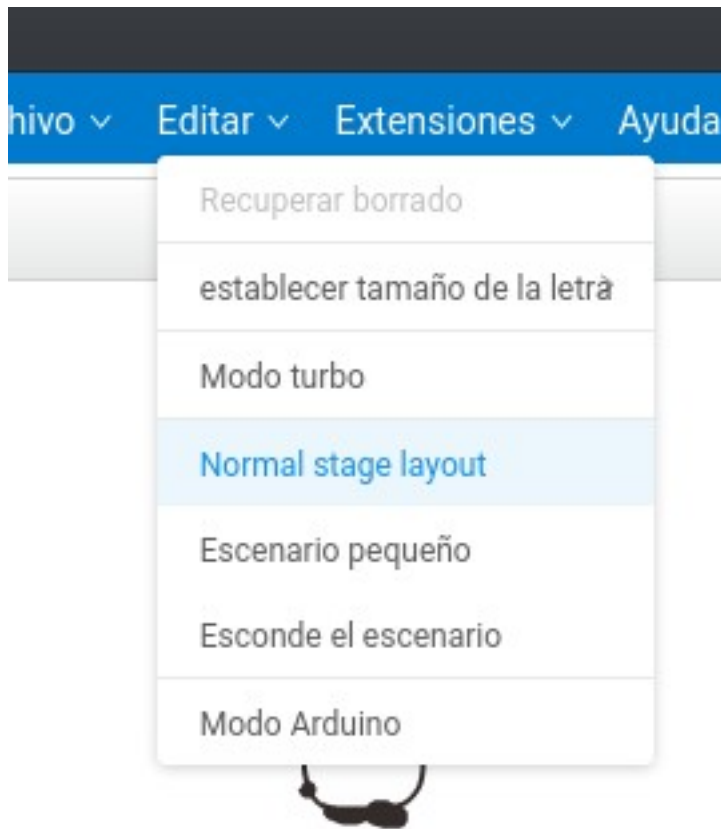 hivo Editar Extensiones Ayuda
Recuperar borrado
establecer tamaño de la letra
Modo turbo
Normal stage layout
Escenario pequeño
Esconde el escenario
Modo Arduino